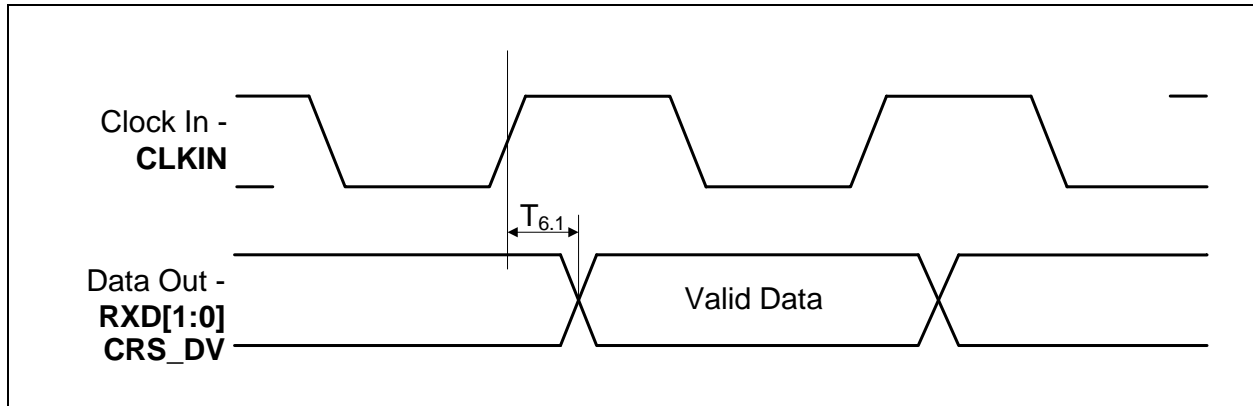 Clock In -
CLKIN
T6.1
Data Out -
RXD[1:0]
CRS_DV
Valid Data